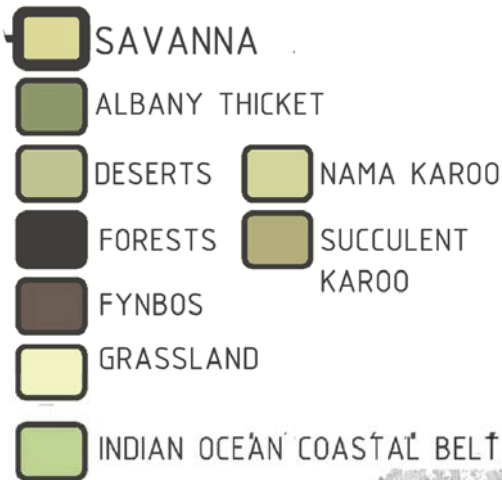 SAVANNA
ALBANY THICKET
DESERTS
NAMA KAROO
FORESTS
SUCCULENT
KAROO
FYNBOS
GRASSLAND
INDIAN OCEAN COASTAL BELT